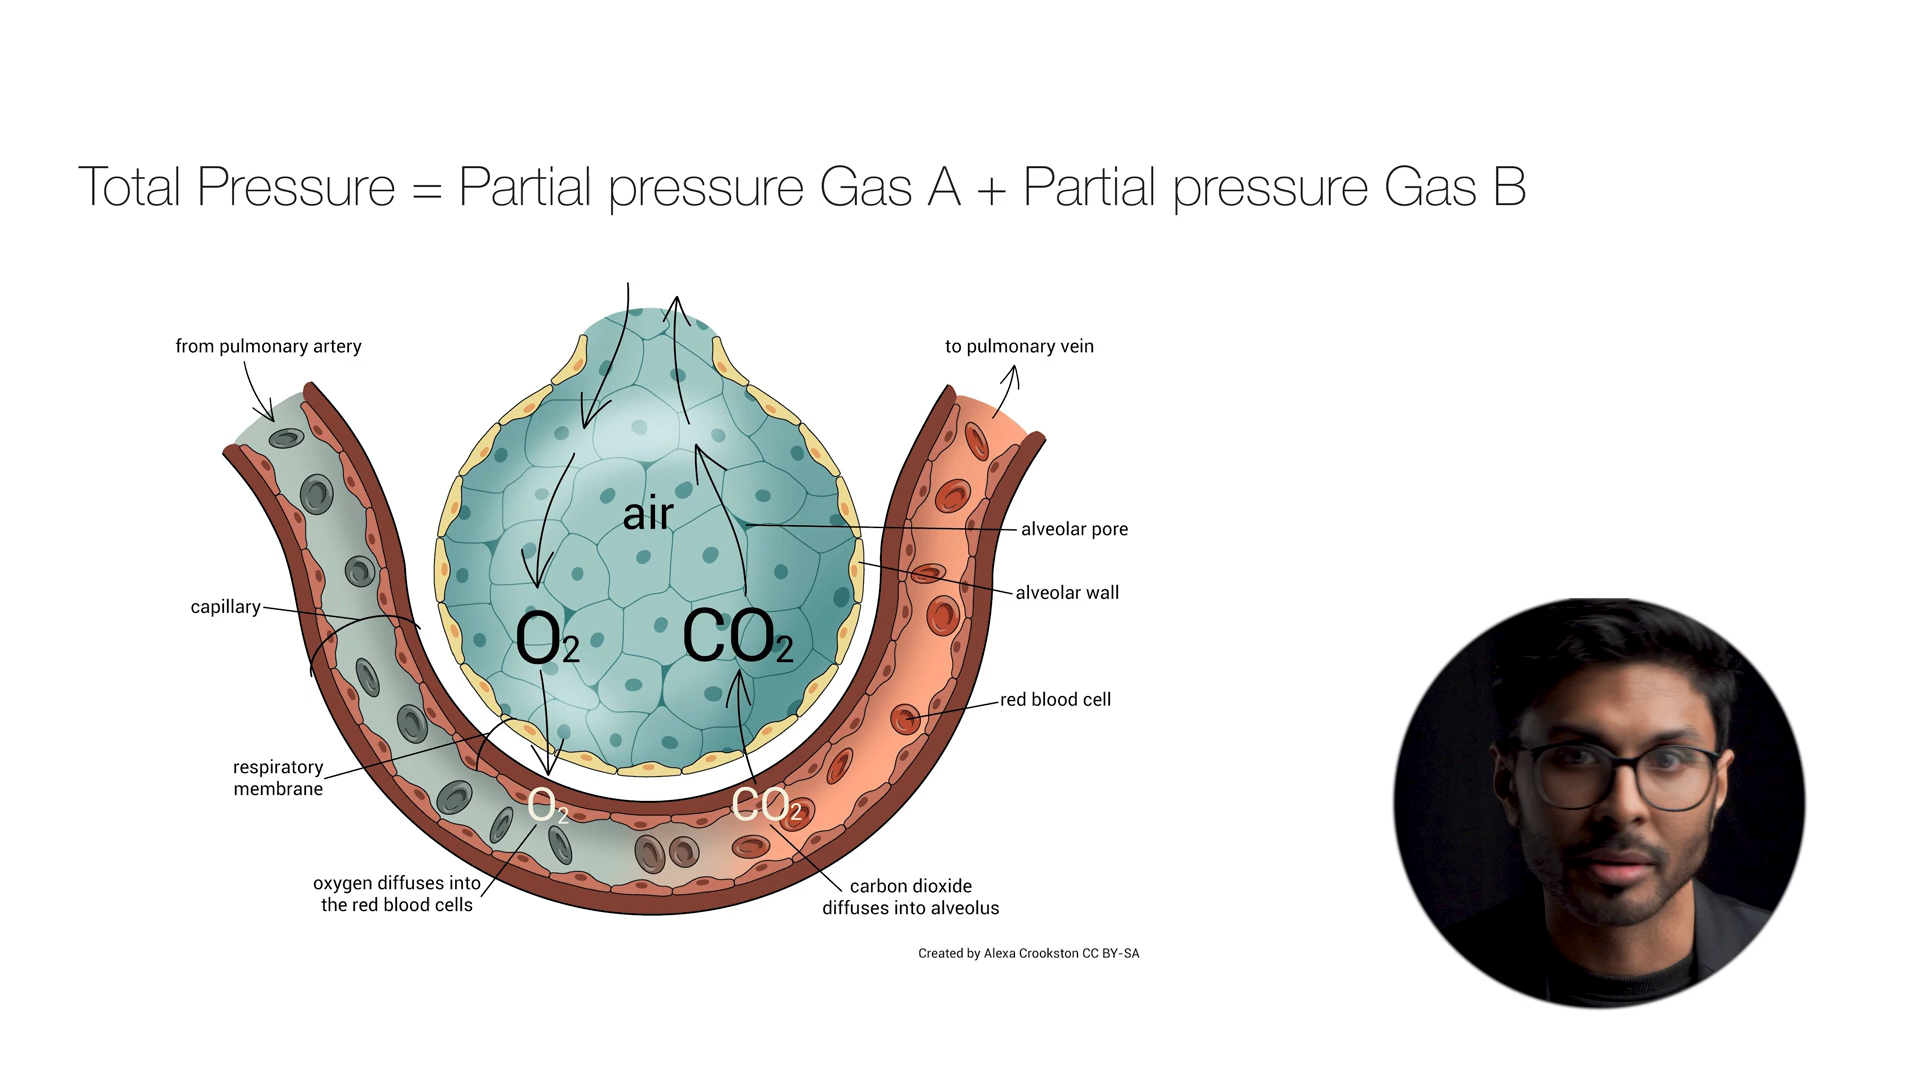 Total Pressure = Partial pressure Gas A + Partial pressure Gas B
from pulmonary artery
to pulmonary vein
air
alveolar pore
alveolar wall
capillary
O₂
CO₂
red blood cell
respiratory
membrane
O₂
CO₂
oxygen diffuses into
the red blood cells
carbon dioxide
diffuses into alveolus
Created by Alexa Crookston CC BY-SA